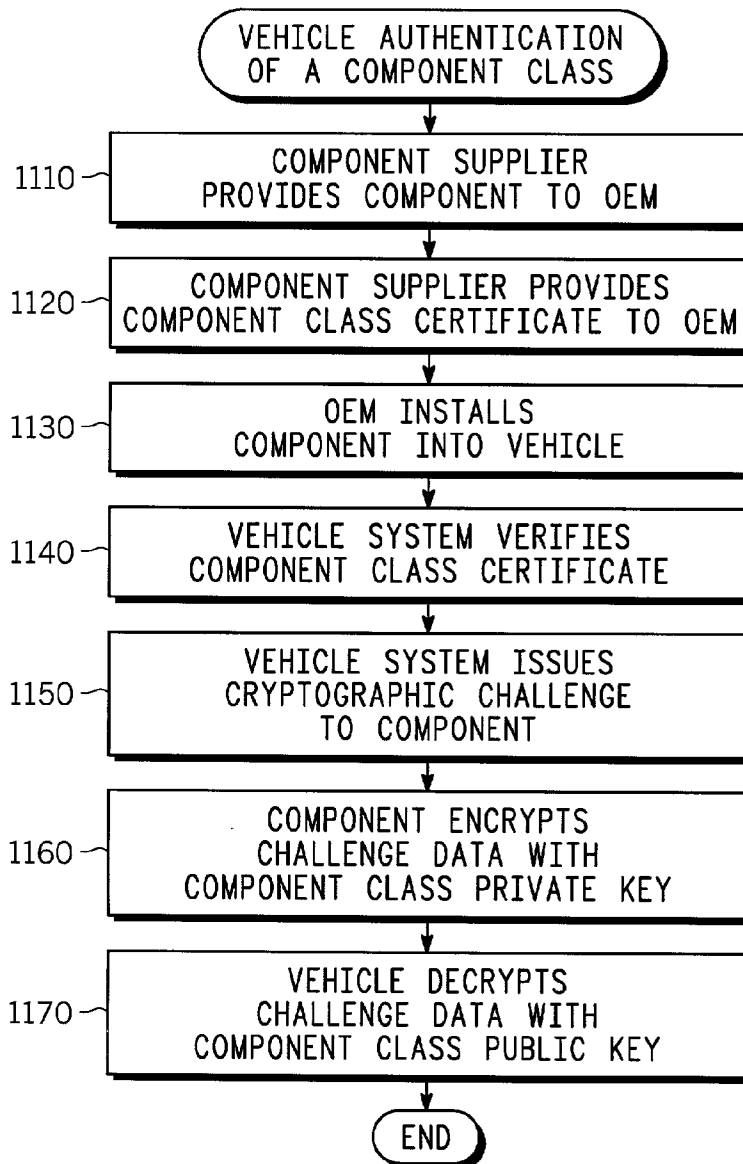 VEHICLE AUTHENTICATION
OF A COMPONENT CLASS
1110
COMPONENT SUPPLIER
PROVIDES COMPONENT TO OEM
1120
COMPONENT SUPPLIER PROVIDES
COMPONENT CLASS CERTIFICATE TO OEM
1130
OEM INSTALLS
COMPONENT INTO VEHICLE
1140
VEHICLE SYSTEM VERIFIES
COMPONENT CLASS CERTIFICATE
1150
VEHICLE SYSTEM ISSUES
CRYPTOGRAPHIC CHALLENGE
TO COMPONENT
1160
COMPONENT ENCRYPTS
CHALLENGE DATA WITH
COMPONENT CLASS PRIVATE KEY
1170
VEHICLE DECRYPTS
CHALLENGE DATA WITH
COMPONENT CLASS PUBLIC KEY
END